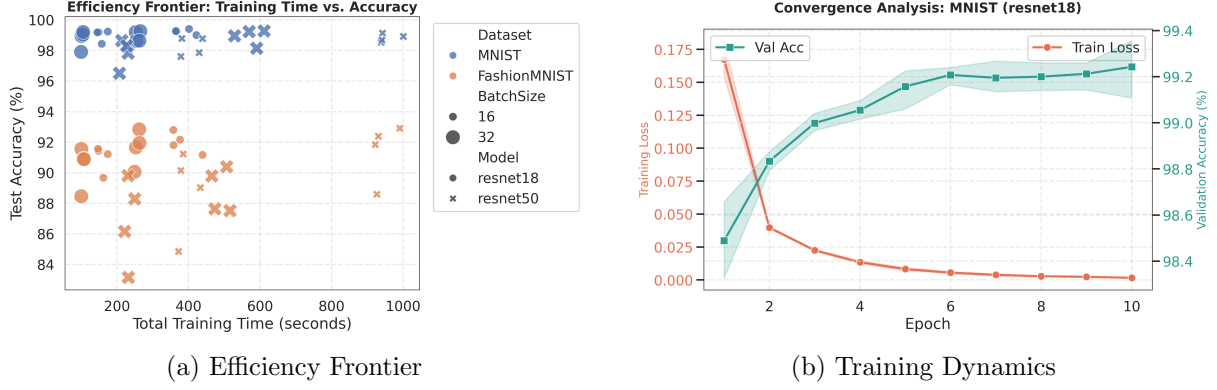 Efficiency Frontier: Training Time vs. Accuracy
Test Accuracy (%)
100
98
96
94
92
90
88
86
84
200
400
600
800
1000
Total Training Time (seconds)
Dataset
MNIST
FashionMNIST
BatchSize
16
32
Model
resnet18
resnet50
(a) Efficiency Frontier
Convergence Analysis: MNIST (resnet18)
Val Acc
Train Loss
Training Loss
0.175
0.150
0.125
0.100
0.075
0.050
0.025
0.000
2
4
6
8
10
Epoch
99.4
99.2
99.0
98.8
98.6
98.4
Validation Accuracy (%)
(b) Training Dynamics